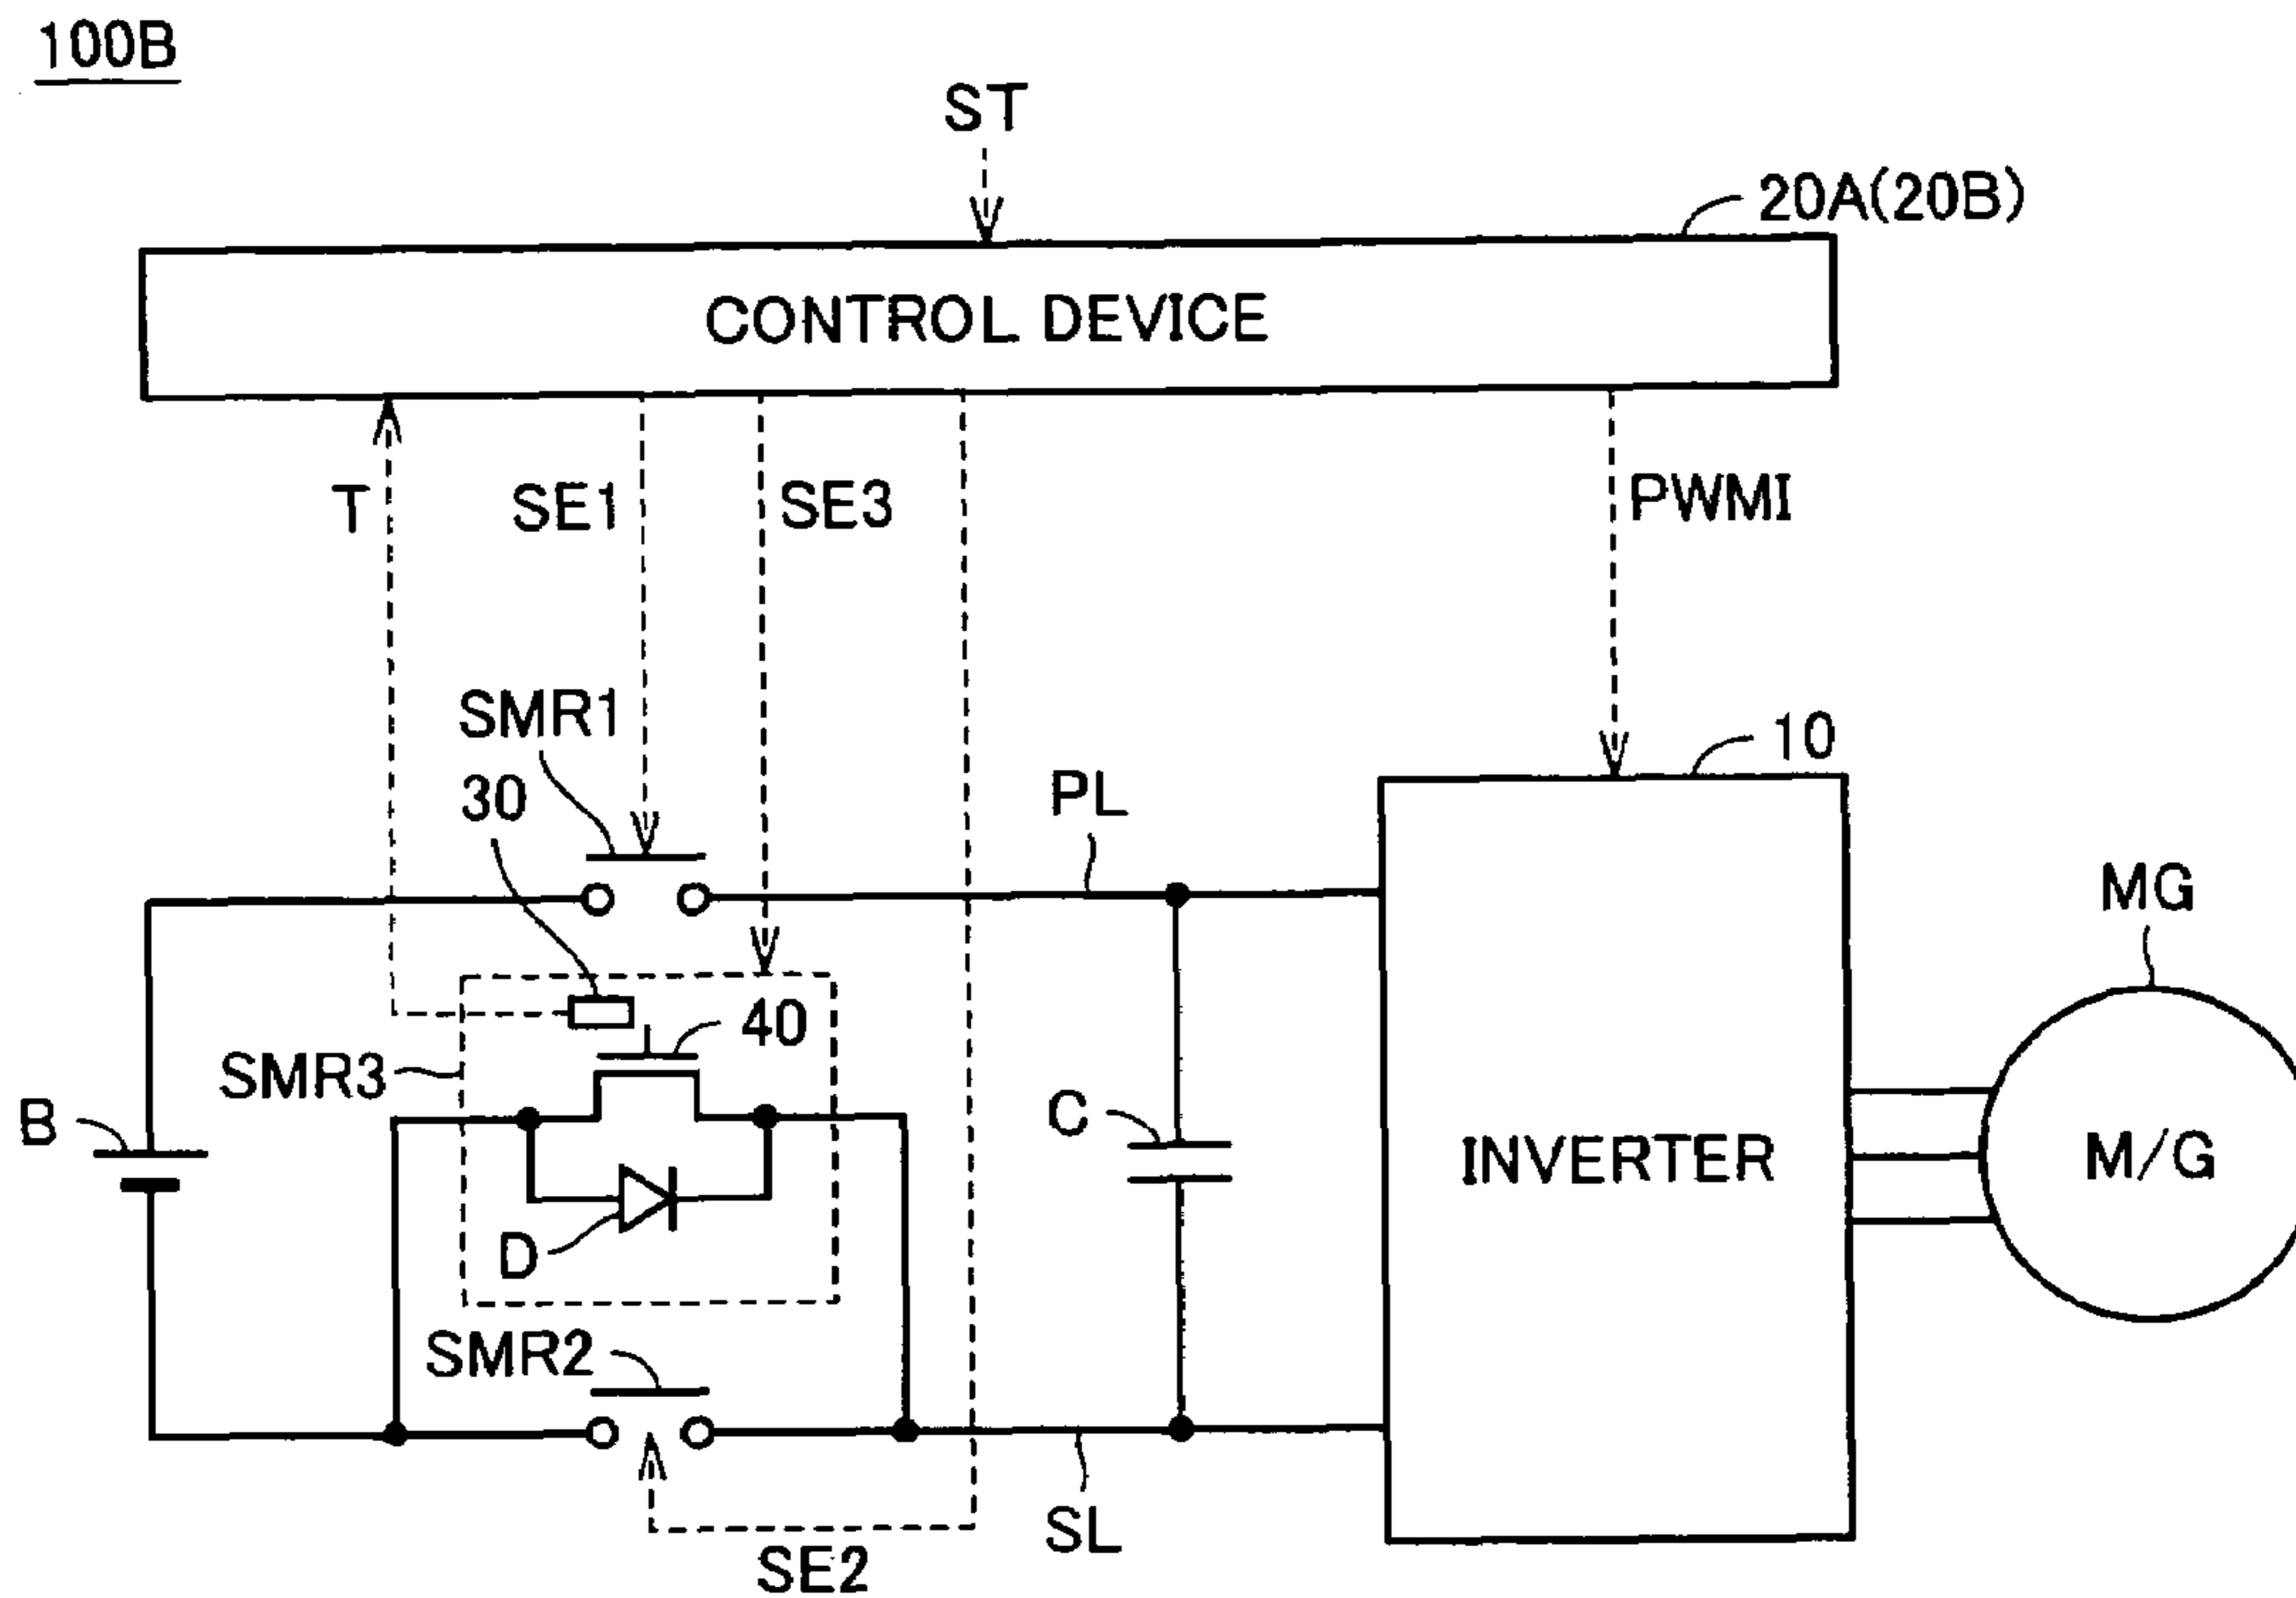 100B
ST
20A(20B)
CONTROL DEVICE
T
SE1
SE3
PWMI
SMR1
10
30
PL
MG
40
SMR3
B
C
INVERTER
M/G
D
SMR2
SL
SE2